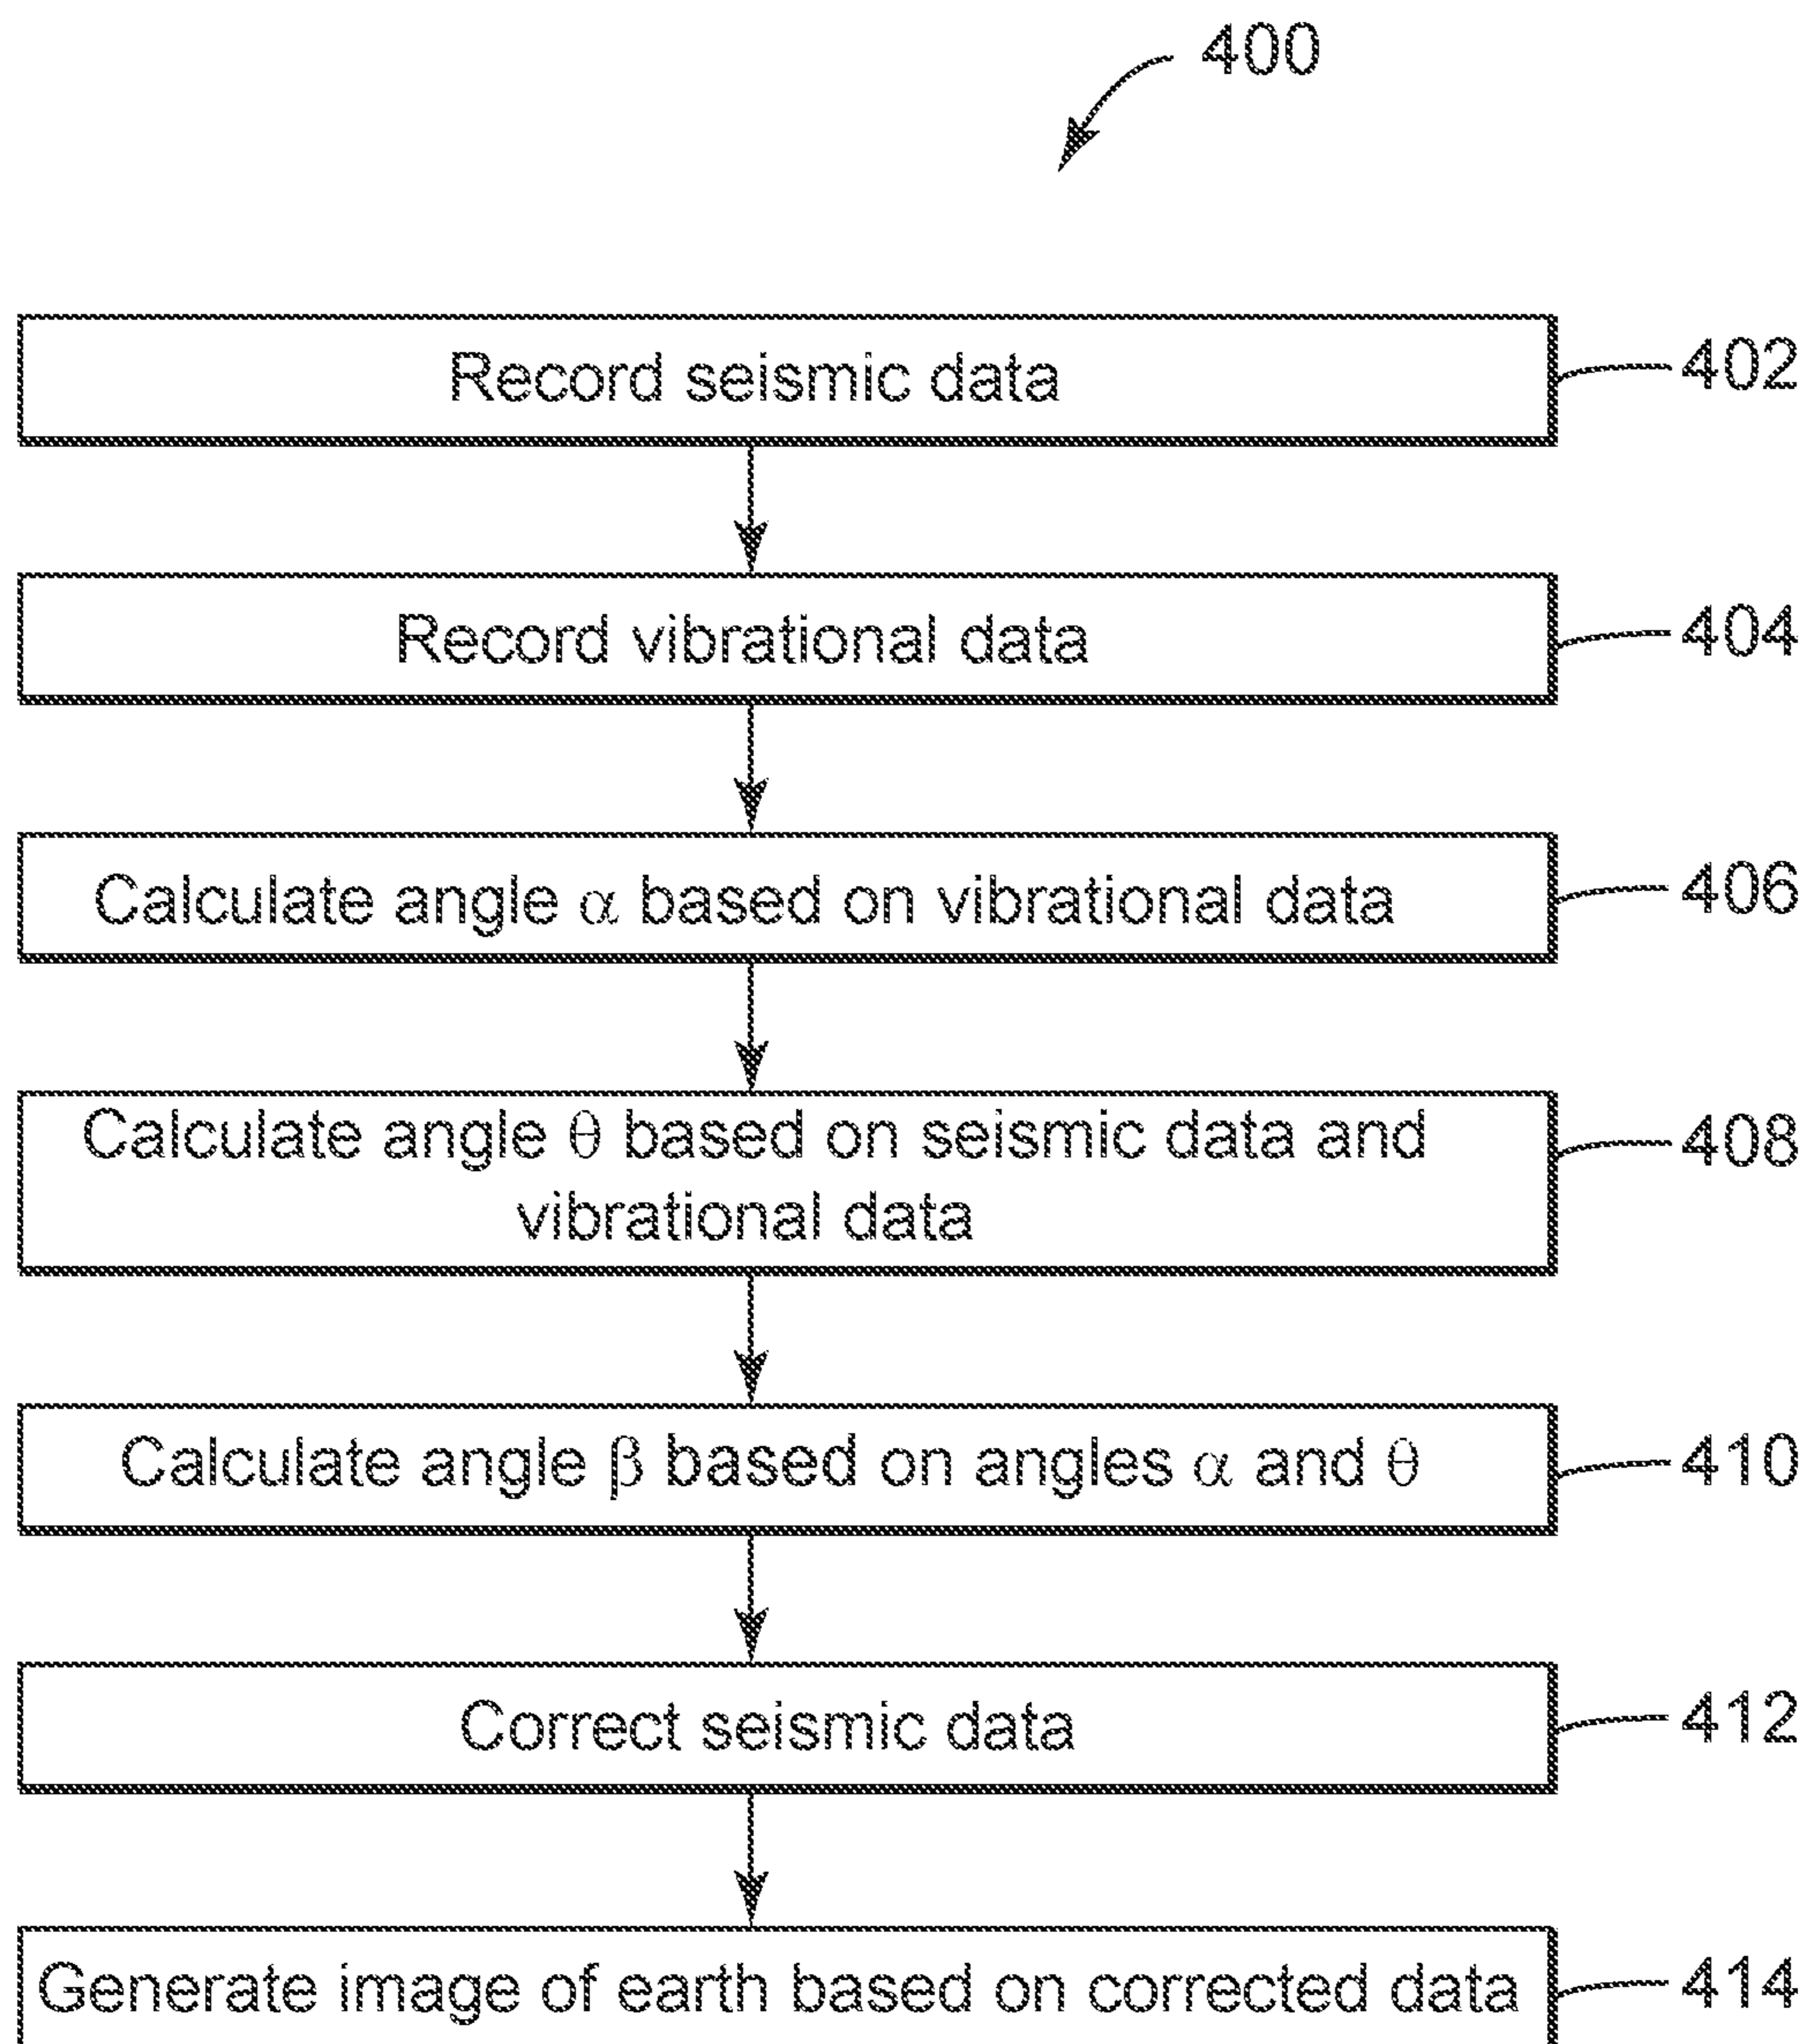 400
Record seismic data
402
Record vibrational data
404
Calculate angle α based on vibrational data
406
Calculate angle θ based on seismic data and
vibrational data
408
Calculate angle β based on angles α and θ
410
Correct seismic data
412
Generate image of earth based on corrected data
414